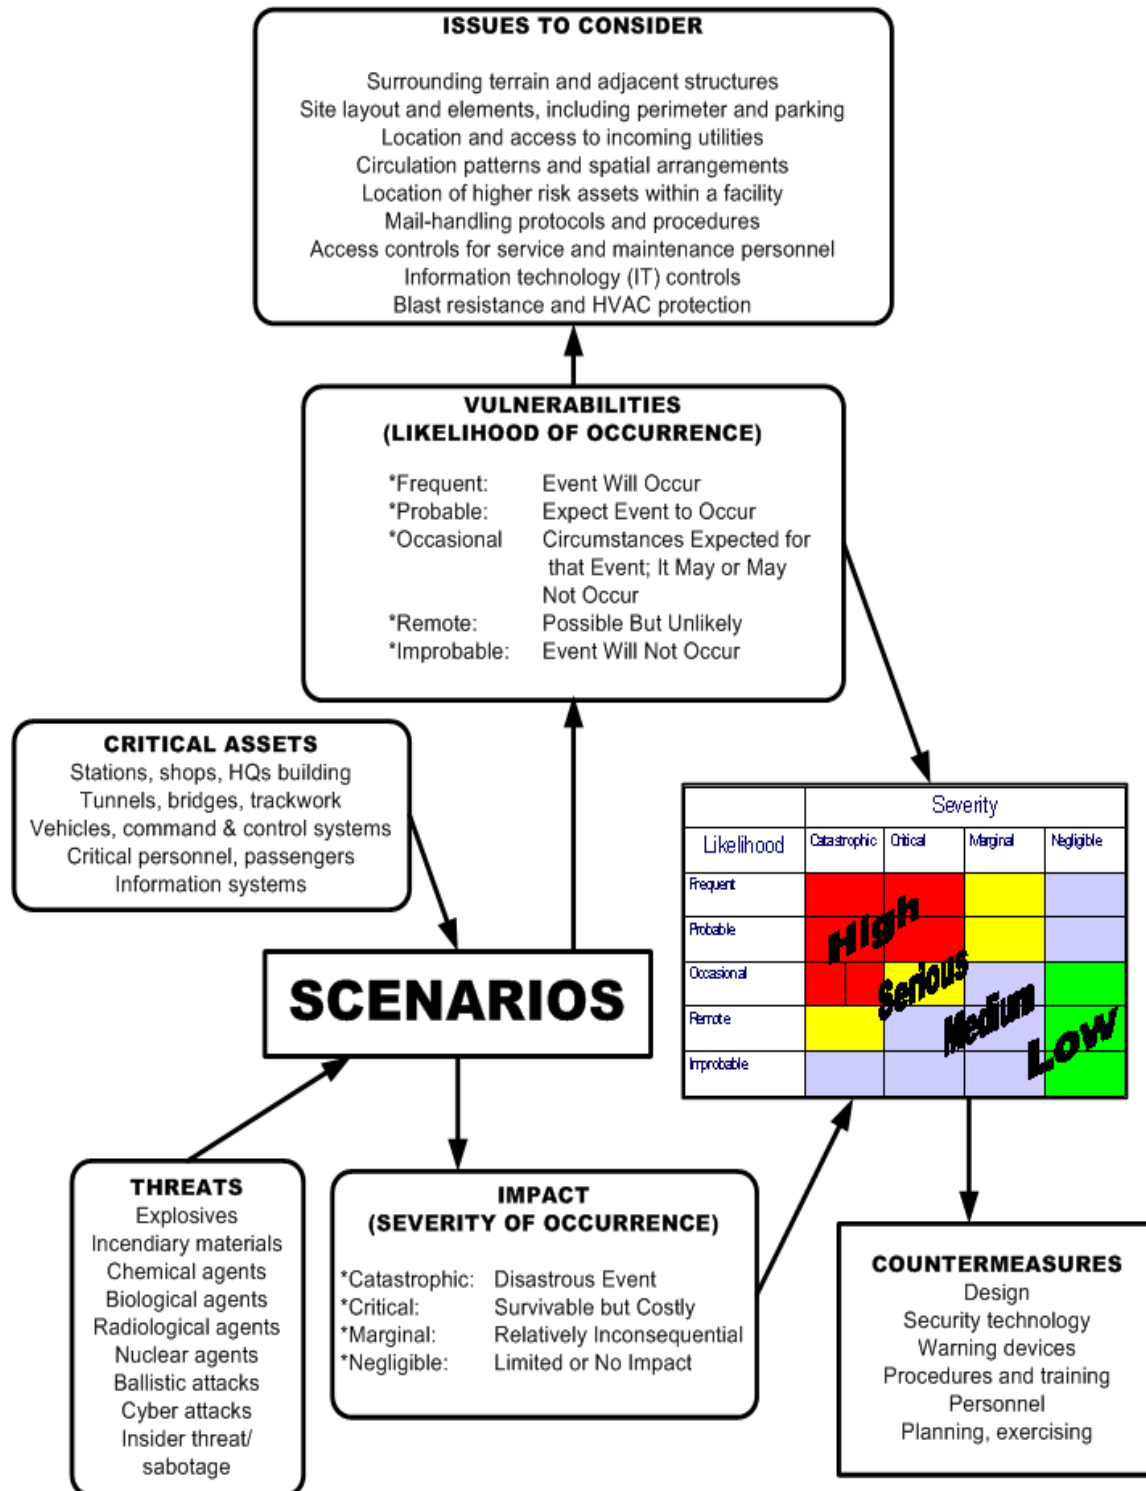 ISSUES TO CONSIDER
Surrounding terrain and adjacent structures
Site layout and elements, including perimeter and parking
Location and access to incoming utilities
Circulation patterns and spatial arrangements
Location of higher risk assets within a facility
Mail-handling protocols and procedures
Access controls for service and maintenance personnel
Information technology (IT) controls
Blast resistance and HVAC protection
VULNERABILITIES
(LIKELIHOOD OF OCCURRENCE)
*Frequent: Event Will Occur
*Probable: Expect Event to Occur
*Occasional Circumstances Expected for
that Event; It May or May
Not Occur
*Remote: Possible But Unlikely
*Improbable: Event Will Not Occur
CRITICAL ASSETS
Stations, shops, HQs building
Tunnels, bridges, trackwork
Vehicles, command & control systems
Critical personnel, passengers
Information systems
SCENARIOS
Severity
Likelihood Catastrophic Critical Marginal Negligible
Frequent
Probable
Occasional
Remote
Improbable
High
Serious
Medium
Low
THREATS
Explosives
Incendiary materials
Chemical agents
Biological agents
Radiological agents
Nuclear agents
Ballistic attacks
Cyber attacks
Insider threat/
sabotage
IMPACT
(SEVERITY OF OCCURRENCE)
*Catastrophic: Disastrous Event
*Critical: Survivable but Costly
*Marginal: Relatively Inconsequential
*Negligible: Limited or No Impact
COUNTERMEASURES
Design
Security technology
Warning devices
Procedures and training
Personnel
Planning, exercising